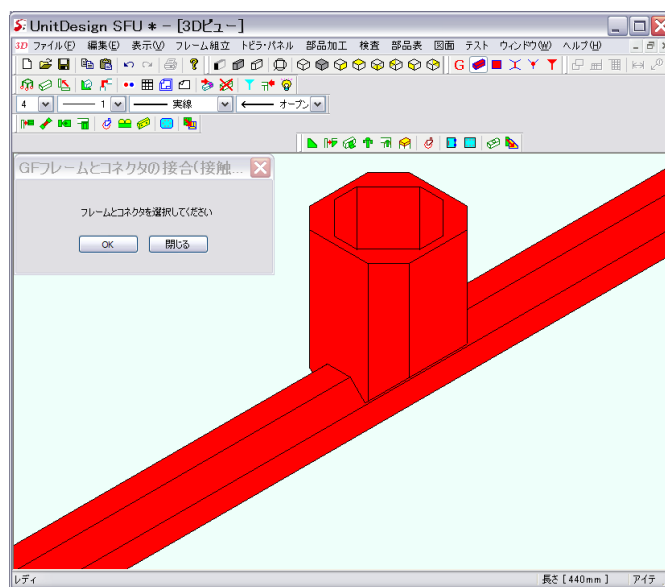 UnitDesign SFU * - [3Dビュー]
3D ファイル(F) 編集(E) 表示(V) フレーム組立 トビラ・パネル 部品加工 検査 部品表 図面 テスト ウィンドウ(W) ヘルプ(H)
G
4 1 実線 オープン
GFフレームとコネクタの接合(接触...
フレームとコネクタを選択してください
OK 閉じる
レディ 長さ [440mm] アイテ